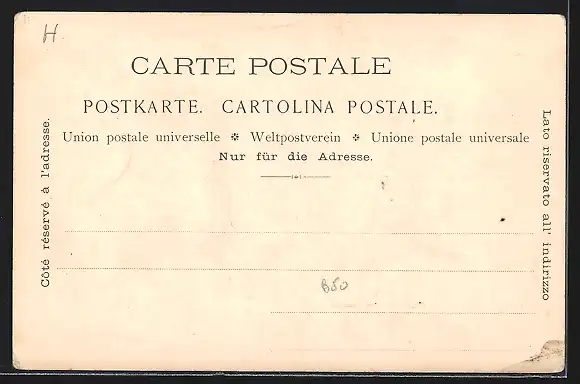 H
CARTE POSTALE
POSTKARTE. CARTOLINA POSTALE.
Union postale universelle ❉ Weltpostverein ❉ Unione postale universale
Nur für die Adresse.
Côté réservé à l'adresse.
Lato riservato all' indirizzo
850